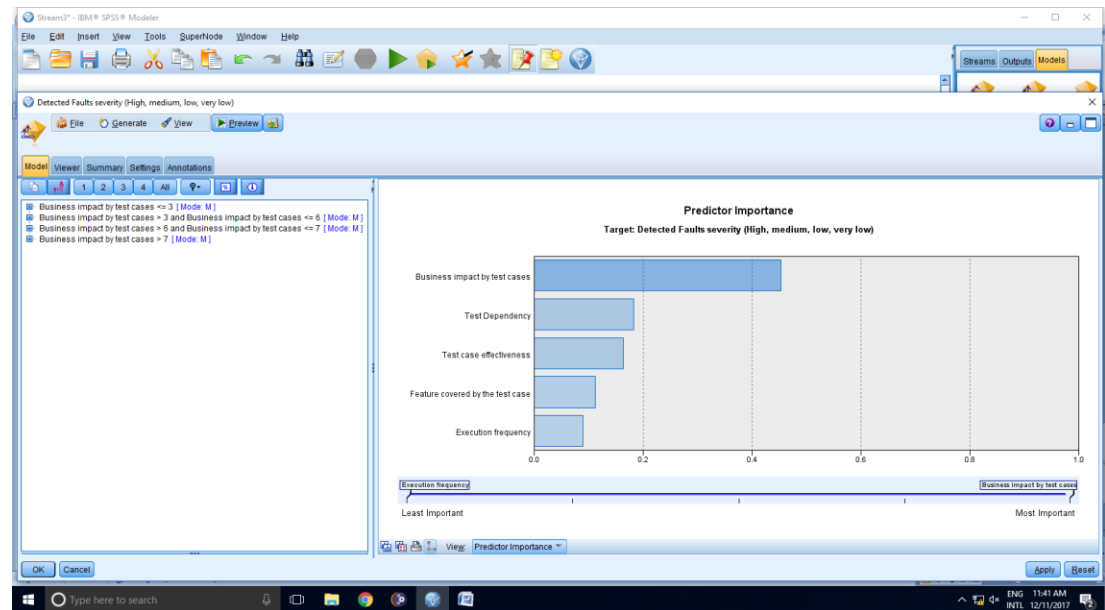 Stream3* - IBM® SPSS® Modeler
File Edit Insert View Tools SuperNode Window Help
Streams Outputs Models
Detected Faults severity (High, medium, low, very low)
File Generate View Preview
Model Viewer Summary Settings Annotations
1 2 3 4 All %
Business impact by test cases <= 3 [ Mode: M ]
Business impact by test cases > 3 and Business impact by test cases <= 6 [ Mode: M ]
Business impact by test cases > 6 and Business impact by test cases <= 7 [ Mode: M ]
Business impact by test cases > 7 [ Mode: M ]
Predictor Importance
Target: Detected Faults severity (High, medium, low, very low)
Business impact by test cases
Test Dependency
Test case effectiveness
Feature covered by the test case
Execution frequency
0.0 0.2 0.4 0.6 0.8 1.0
Execution frequency Business impact by test cases
Least Important Most Important
View: Predictor Importance
OK Cancel Apply Reset
Type here to search
ENG 11:41 AM
INTL 12/11/2017